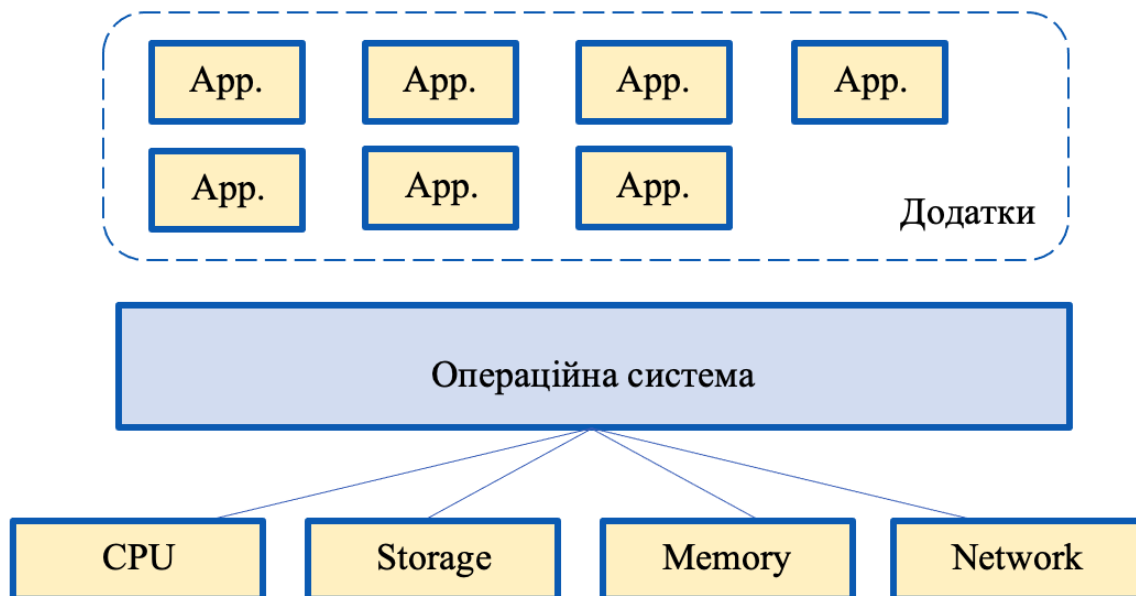 App. App. App. App.
App. App. App.
Додатки
Операційна система
CPU Storage Memory Network